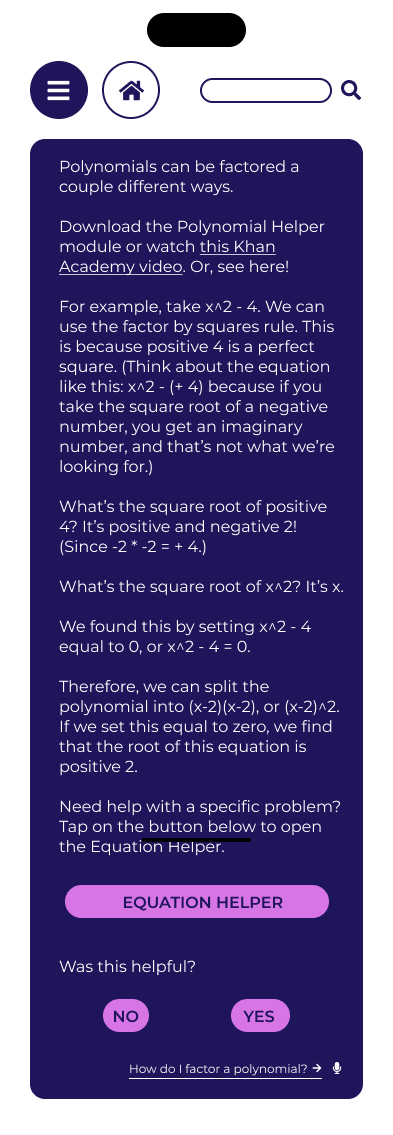 Polynomials can be factored a
couple different ways.
Download the Polynomial Helper
module or watch this Khan
Academy video. Or, see here!
For example, take x^2 - 4. We can
use the factor by squares rule. This
is because positive 4 is a perfect
square. (Think about the equation
like this: x^2 - (+ 4) because if you
take the square root of a negative
number, you get an imaginary
number, and that’s not what we’re
looking for.)
What’s the square root of positive
4? It’s positive and negative 2!
(Since -2 * -2 = + 4.)
What’s the square root of x^2? It’s x.
We found this by setting x^2 - 4
equal to 0, or x^2 - 4 = 0.
Therefore, we can split the
polynomial into (x-2)(x-2), or (x-2)^2.
If we set this equal to zero, we find
that the root of this equation is
positive 2.
Need help with a specific problem?
Tap on the button below to open
the Equation Helper.
EQUATION HELPER
Was this helpful?
NO YES
How do I factor a polynomial? →